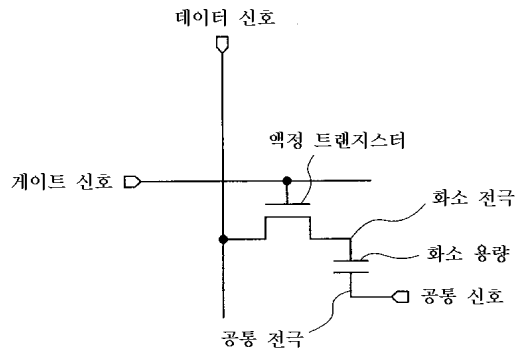 데이터 신호
액정 트랜지스터
게이트 신호
화소 전극
화소 용량
공통 신호
공통 전극